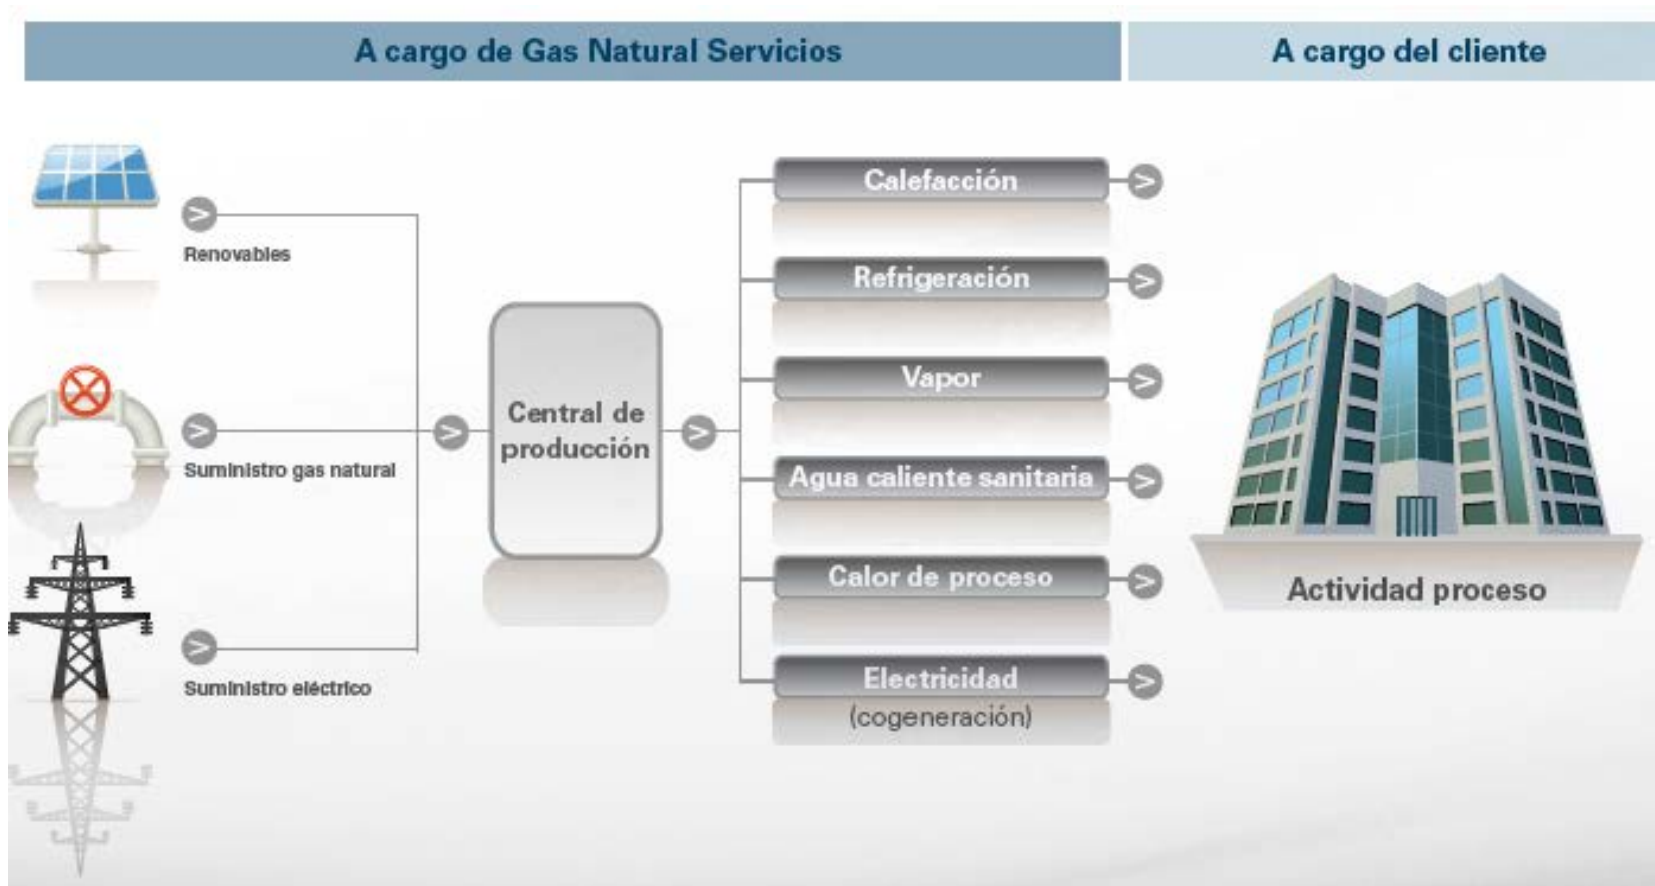 A cargo de Gas Natural Servicios
A cargo del cliente
Renovables
Suministro gas natural
Suministro eléctrico
Central de
producción
Calefacción
Refrigeración
Vapor
Agua caliente sanitaria
Calor de proceso
Electricidad
(cogeneración)
Actividad proceso